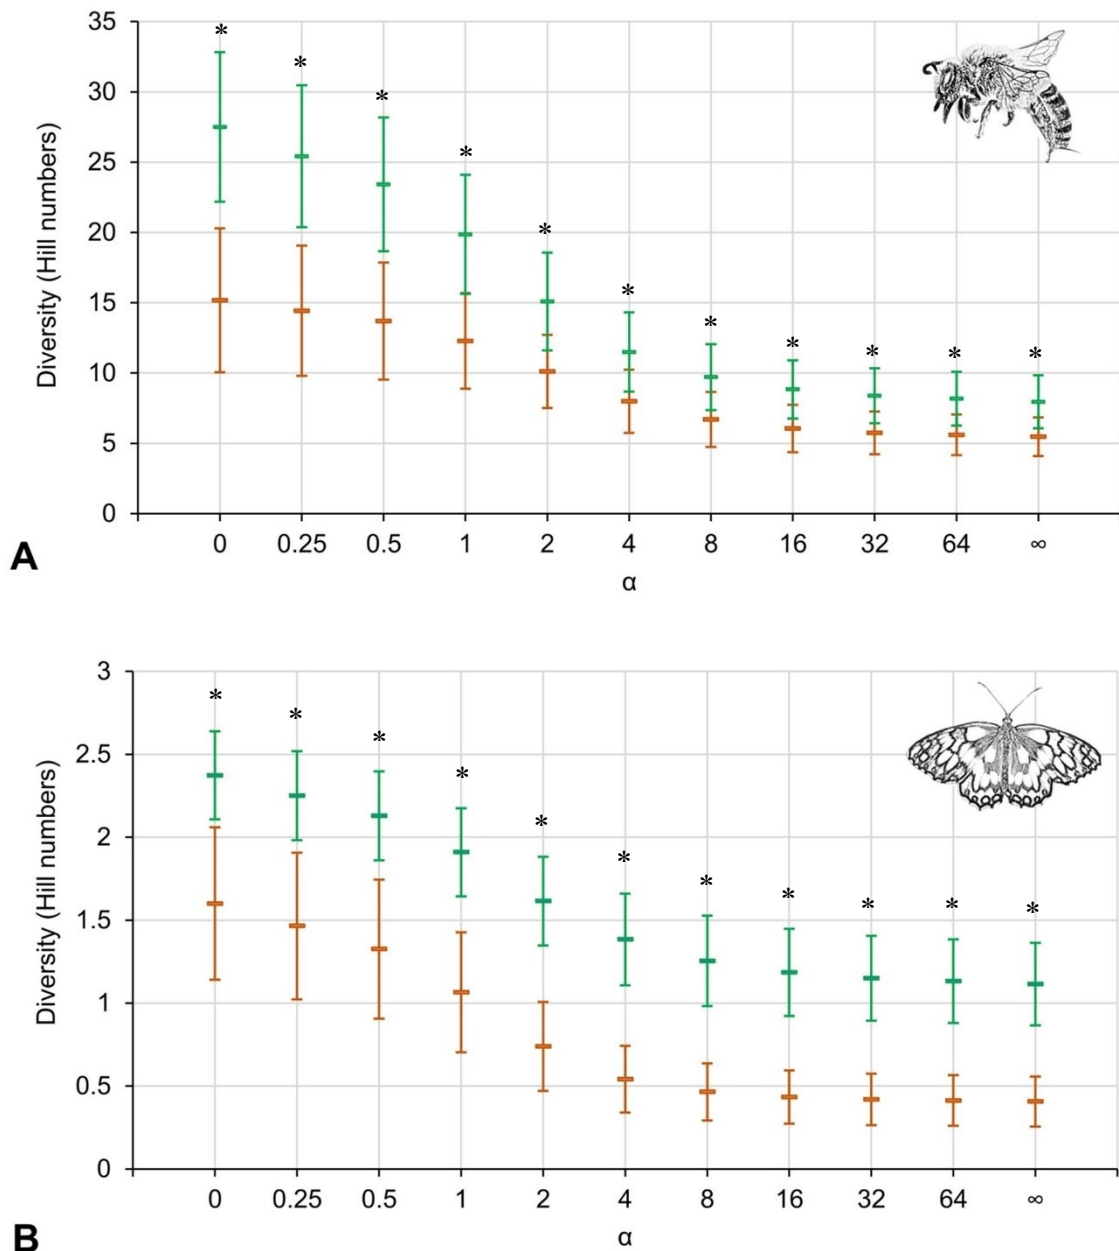 35
* * * * * * * * * * *
30
25
20
15
10
5
0
Diversity (Hill numbers)
0 0.25 0.5 1 2 4 8 16 32 64 ∞
A
α
3
* * * * * * * * * * *
2.5
2
1.5
1
0.5
0
Diversity (Hill numbers)
0 0.25 0.5 1 2 4 8 16 32 64 ∞
B
α